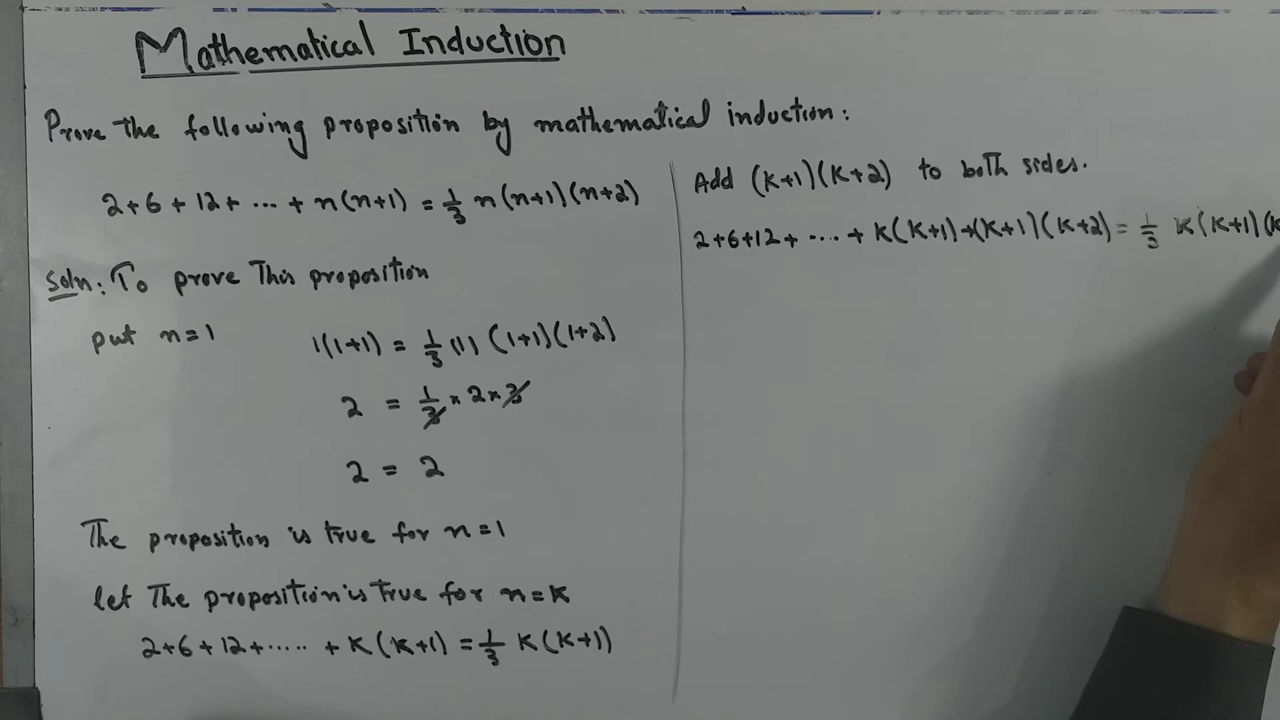 Mathematical Induction
Prove the following proposition by mathematical induction:
2+6+12+ ... + n(n+1) = 1/3 n(n+1)(n+2)
Soln: To prove This proposition
put n=1 1(1+1) = 1/3 (1) (1+1)(1+2)
2 = 1/3 × 2 × 3
2 = 2
The proposition is true for n=1
let The proposition is true for n=K
2+6+12+..... + K(K+1) = 1/3 K(K+1)
Add (K+1)(K+2) to both sides.
2+6+12+ ... + K(K+1)+(K+1)(K+2) = 1/3 K(K+1)(K